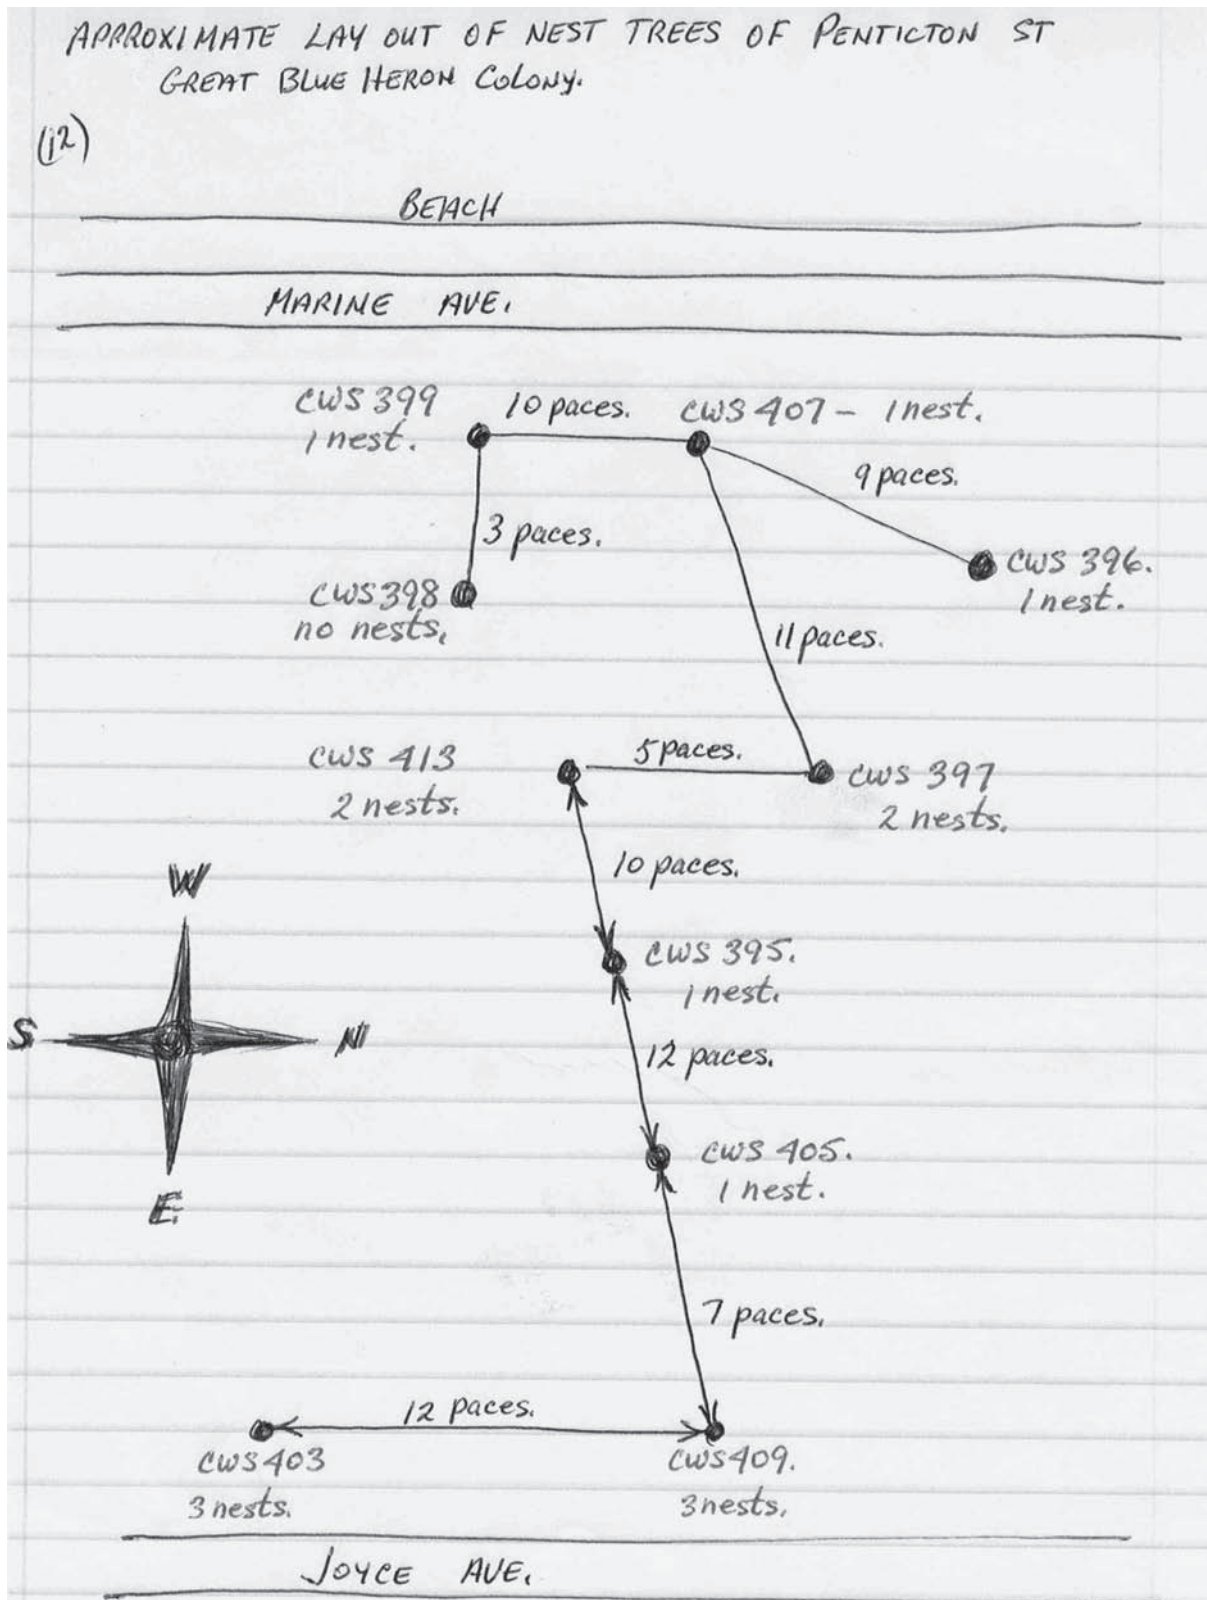 APPROXIMATE LAY OUT OF NEST TREES OF PENTICTON ST
GREAT BLUE HERON COLONY.
(12)
BEACH
MARINE AVE.
CWS 399
1 nest.
10 paces.
CWS 407 - 1 nest.
9 paces.
3 paces.
CWS 396.
1 nest.
CWS 398
no nests.
11 paces.
CWS 413
2 nests.
5 paces.
CWS 397
2 nests.
10 paces.
W
CWS 395.
1 nest.
S
N
12 paces.
CWS 405.
1 nest.
E
7 paces.
12 paces.
CWS 403
3 nests.
CWS 409.
3 nests.
JOYCE AVE.